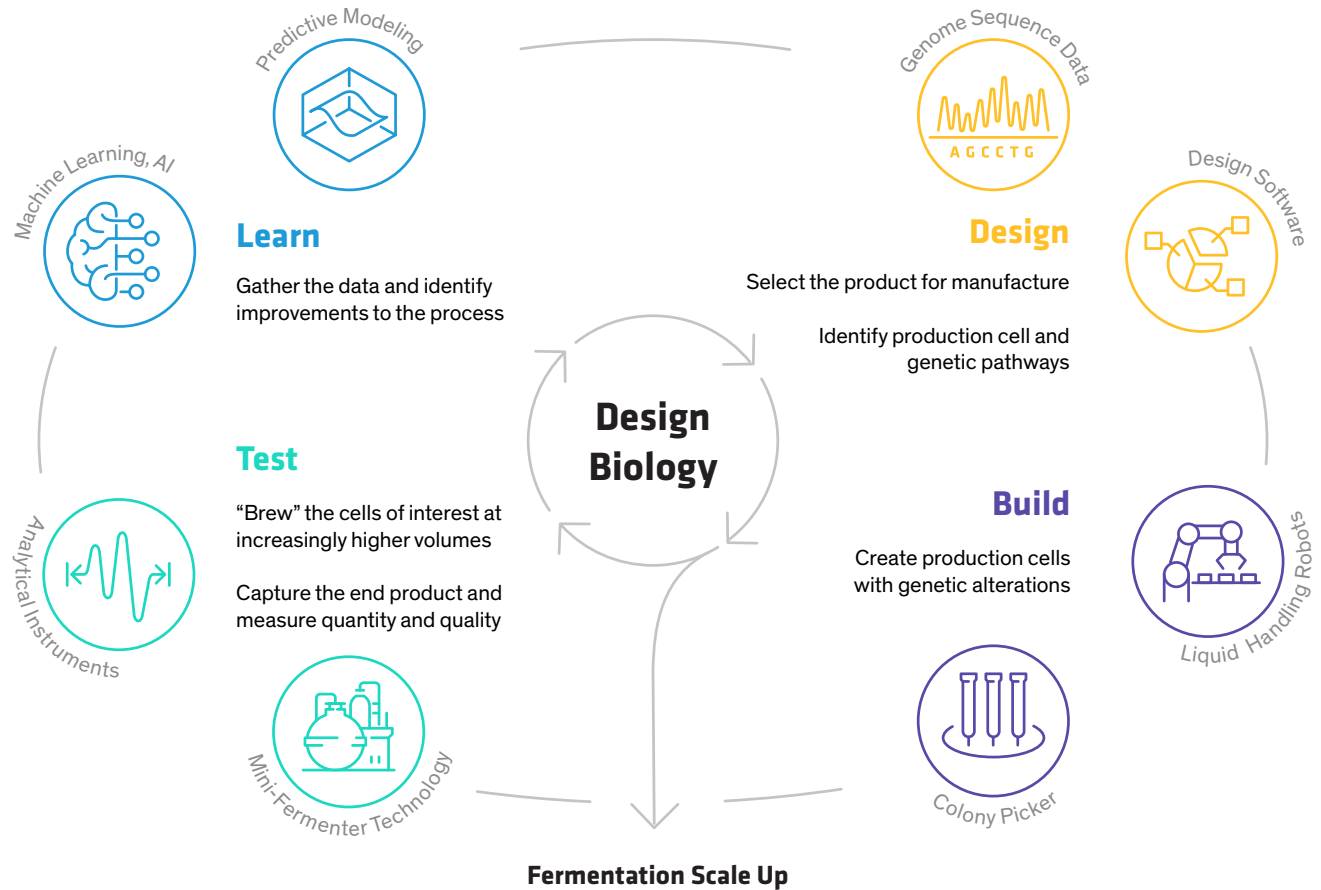 Predictive Modeling
Genome Sequence Data
AGCCTG
Machine Learning, AI
Design Software
Learn
Gather the data and identify
improvements to the process
Design
Select the product for manufacture
Identify production cell and
genetic pathways
Design
Biology
Test
“Brew” the cells of interest at
increasingly higher volumes
Capture the end product and
measure quantity and quality
Build
Create production cells
with genetic alterations
Analytical Instruments
Liquid Handling Robots
Mini-Fermenter Technology
Colony Picker
Fermentation Scale Up